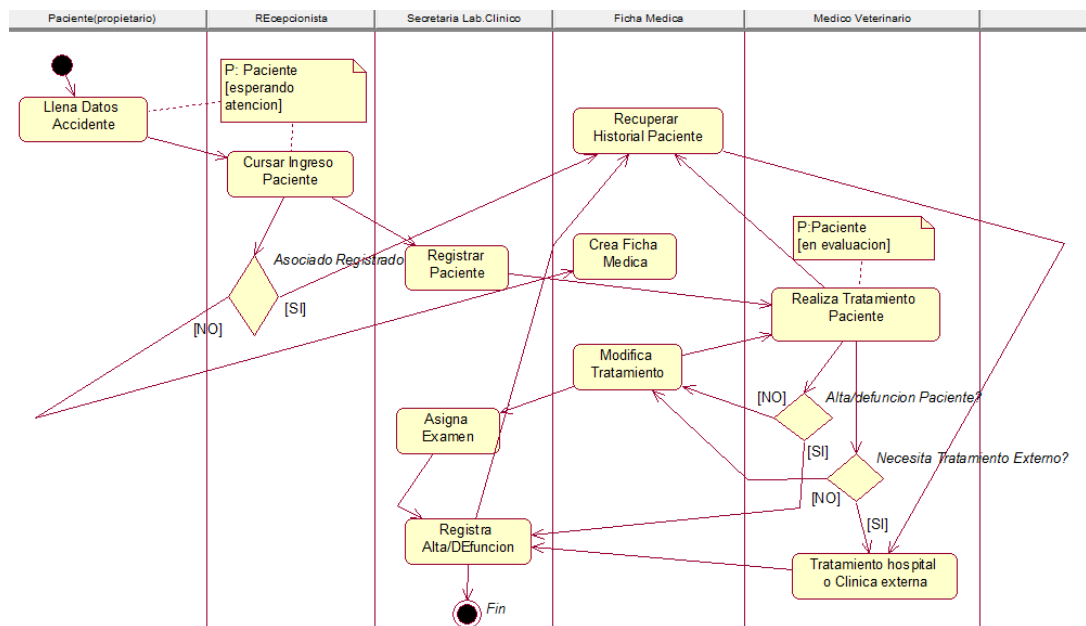 Paciente(propietario)
REcepcionista
Secretaria Lab.Clinico
Ficha Medica
Medico Veterinario
P: Paciente
[esperando
atencion]
Llena Datos
Accidente
Recuperar
Historial Paciente
Cursar Ingreso
Paciente
P:Paciente
[en evaluacion]
Asociado Registrado
Registrar
Paciente
Crea Ficha
Medica
[NO]
[SI]
Realiza Tratamiento
Paciente
Modifica
Tratamiento
Alta/defuncion Paciente?
[NO]
[SI]
Asigna
Examen
Necesita Tratamiento Externo?
[NO]
[SI]
Registra
Alta/DEfuncion
Tratamiento hospital
o Clinica externa
Fin